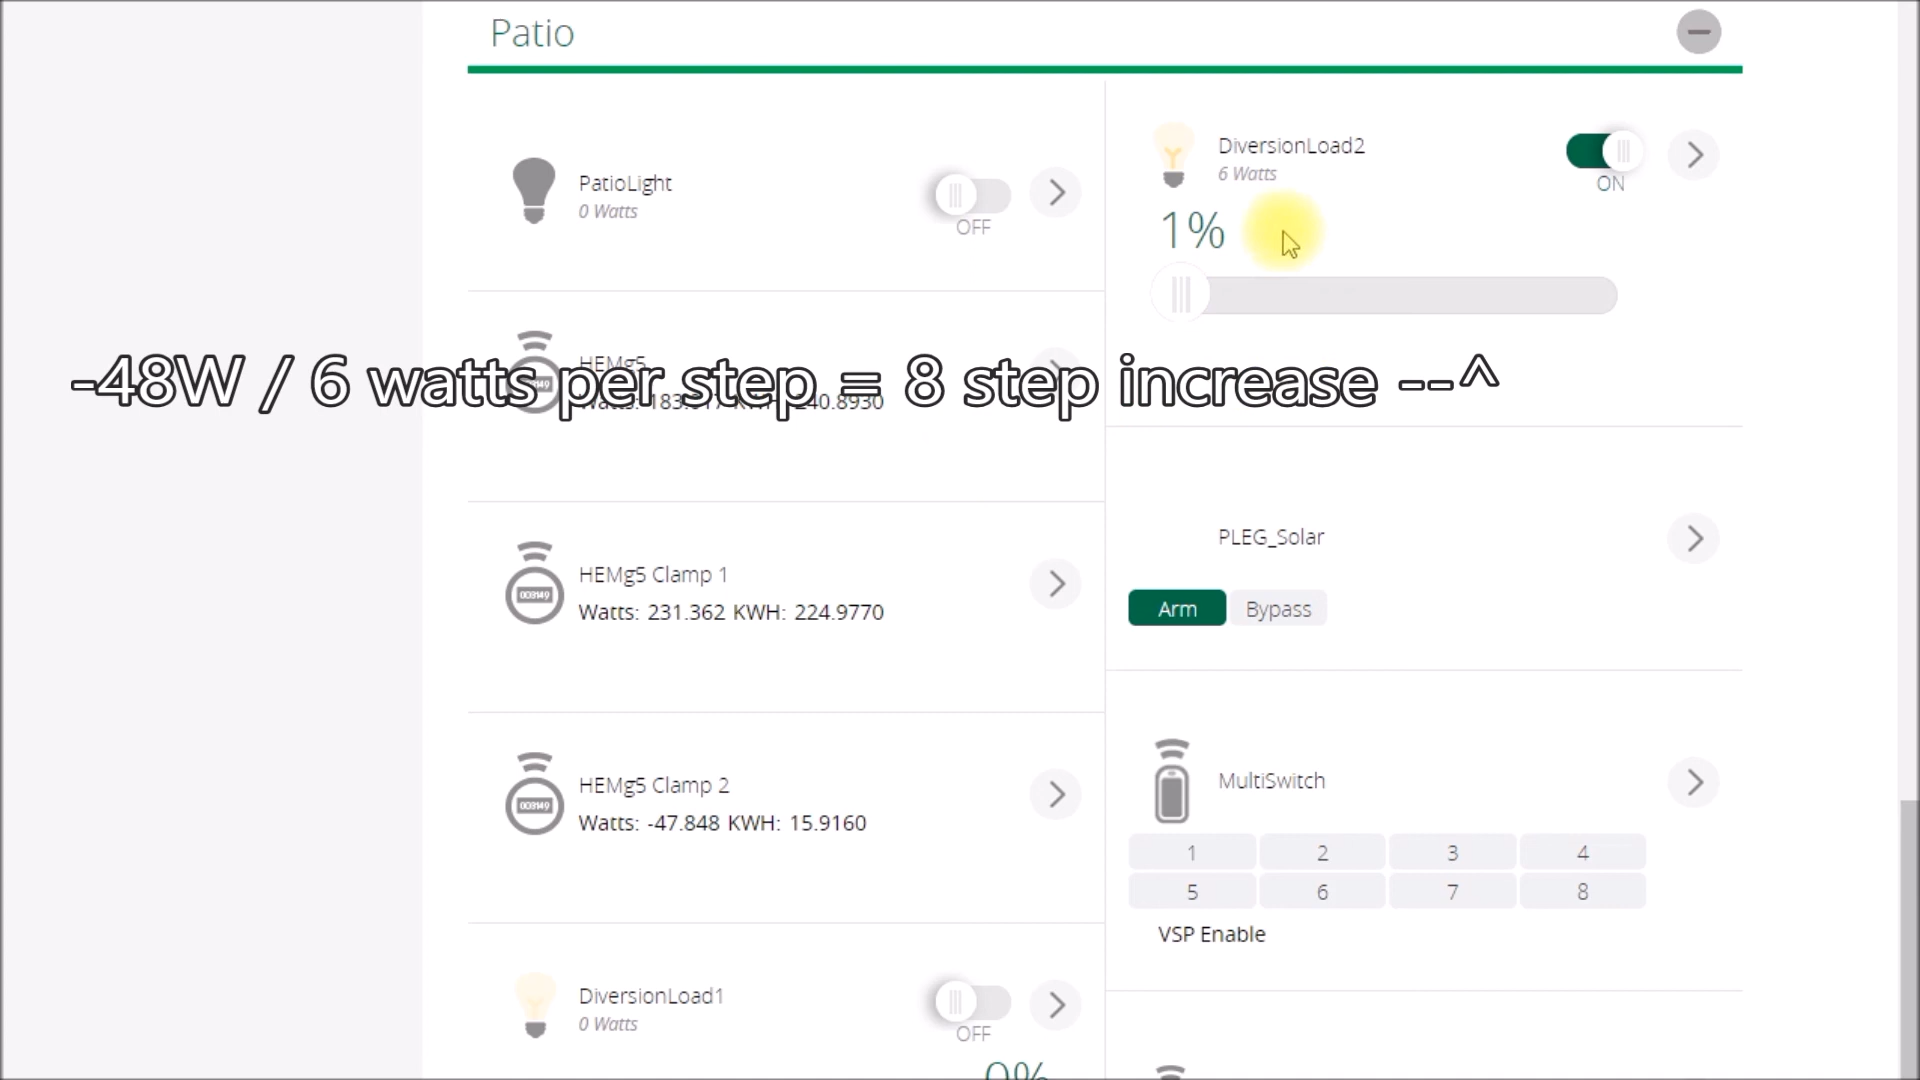 Patio
PatioLight
0 Watts
OFF
DiversionLoad2
6 Watts
ON
1%
HEMg5
-48W / 6 watts per step = 8 step increase --^
HEMg5 Clamp 1
Watts: 231.362 KWH: 224.9770
PLEG_Solar
Arm Bypass
HEMg5 Clamp 2
Watts: -47.848 KWH: 15.9160
MultiSwitch
1 2 3 4
5 6 7 8
VSP Enable
DiversionLoad1
0 Watts
OFF
0%